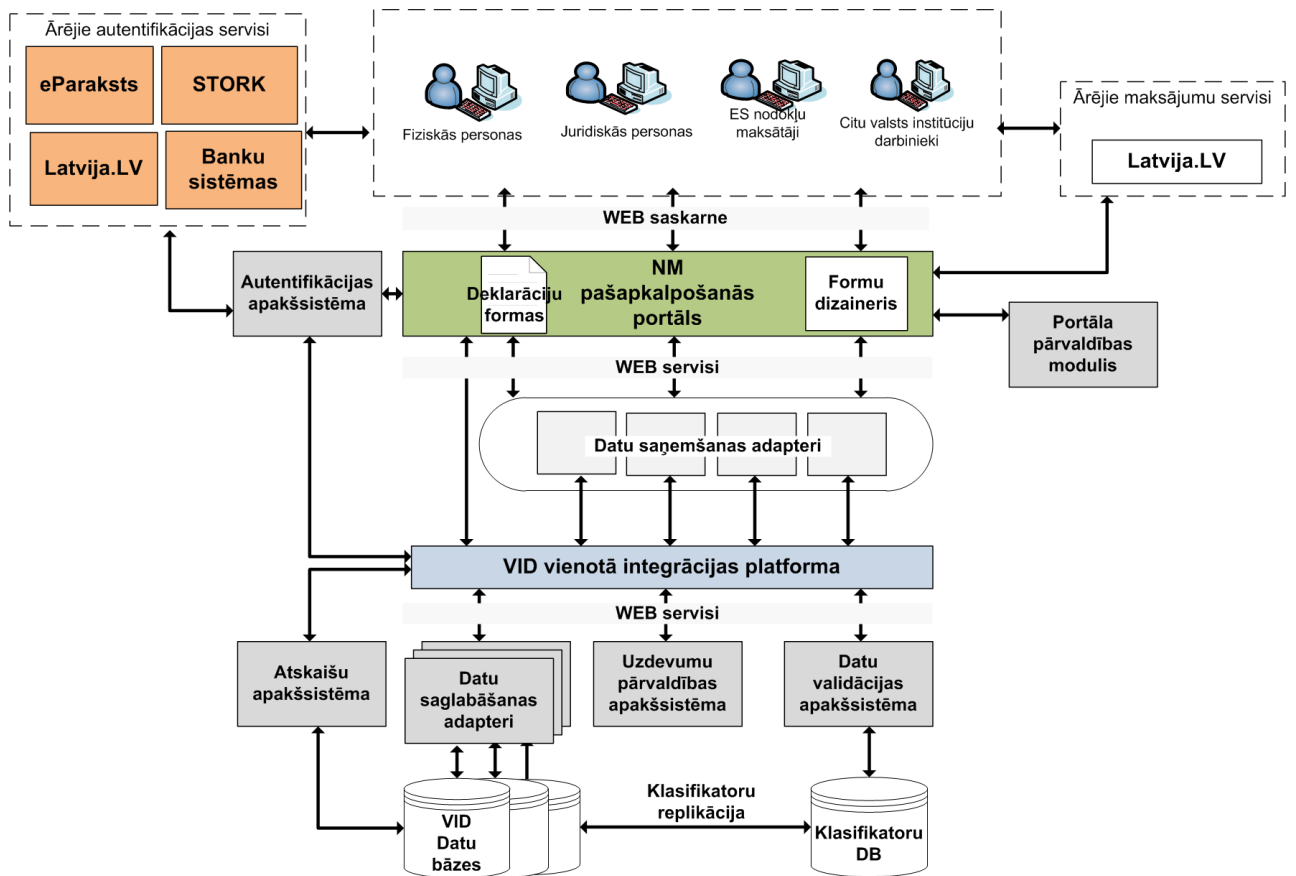 Ārējie autentifikācijas servisi
eParaksts
STORK
Latvija.LV
Banku
sistēmas
Fiziskās personas
Juridiskās personas
ES nodokļu
maksātāji
Citu valsts institūciju
darbinieki
Ārējie maksājumu servisi
Latvija.LV
WEB saskarne
Autentifikācijas
apakšsistēma
Deklarāciju
formas
NM
pašapkalpošanās
portāls
Formu
dizaineris
Portāla
pārvaldības
modulis
WEB servisi
Datu saņemšanas adapteri
VID vienotā integrācijas platforma
WEB servisi
Atskaišu
apakšsistēma
Datu
saglabāšanas
adapteri
Uzdevumu
pārvaldības
apakšsistēma
Datu
validācijas
apakšsistēma
VID
Datu
bāzes
Klasifikatoru
replikācija
Klasifikatoru
DB